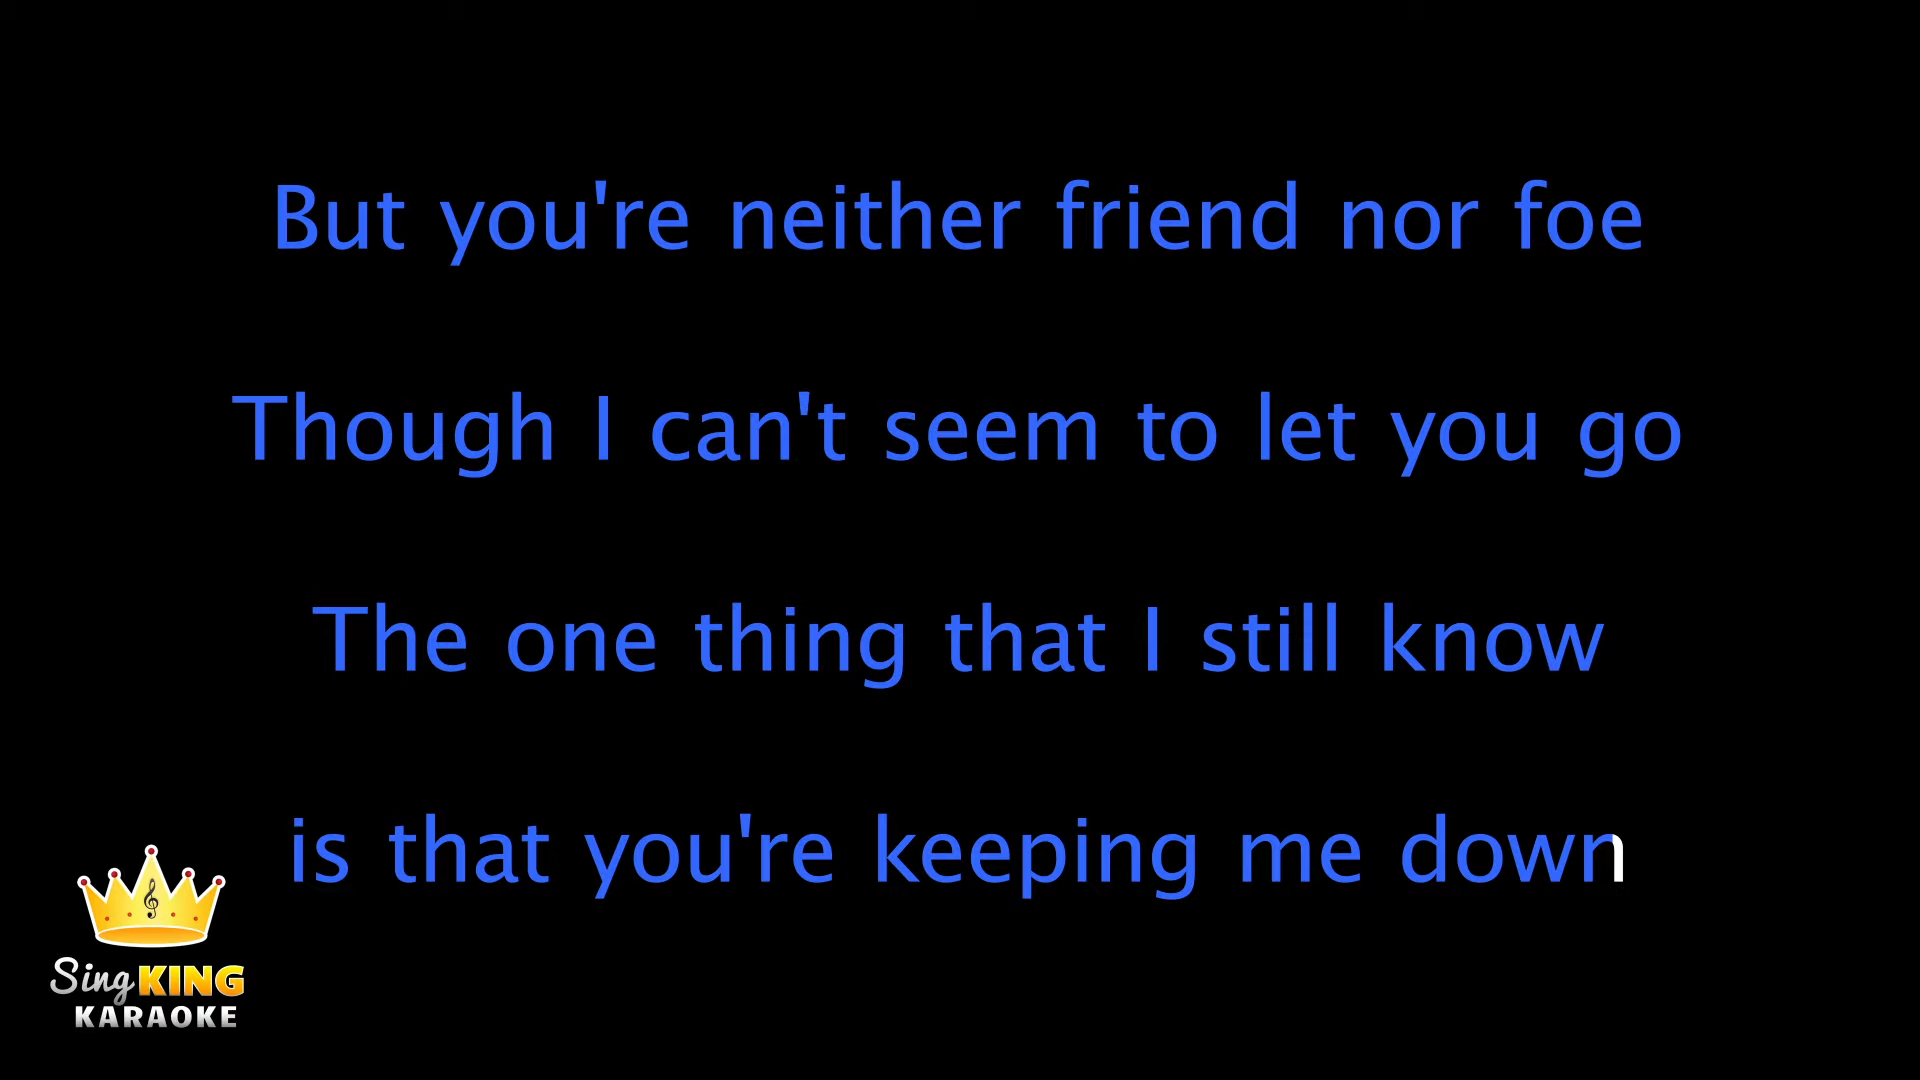 But you're neither friend nor foe
Though I can't seem to let you go
The one thing that I still know
is that you're keeping me down
Sing KING
KARAOKE